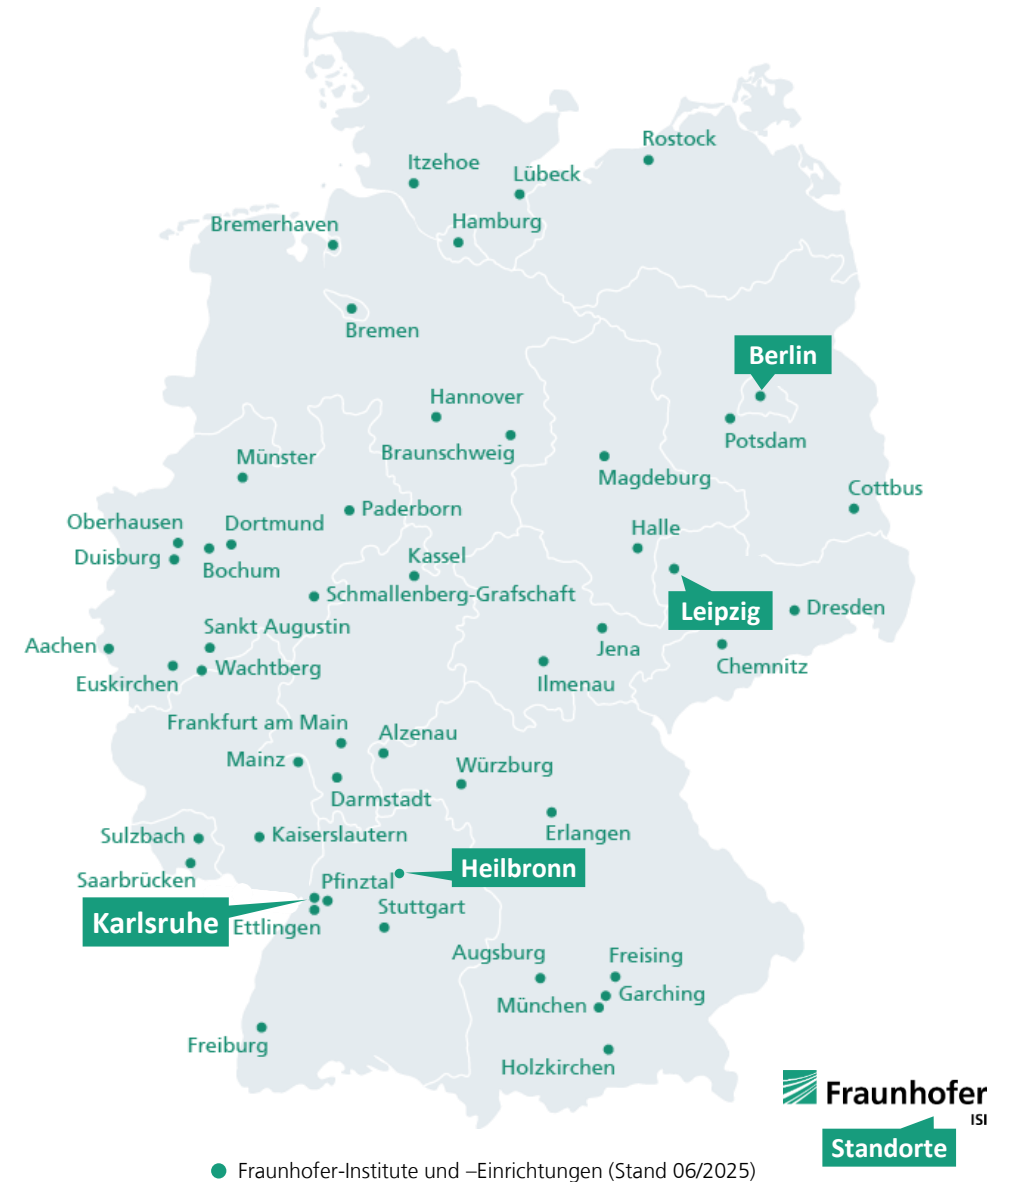 Rostock
Itzehoe
Lübeck
Bremerhaven
Hamburg
Bremen
Berlin
Hannover
Potsdam
Braunschweig
Münster
Magdeburg
Cottbus
Paderborn
Oberhausen
Dortmund
Halle
Duisburg
Kassel
Bochum
Schmallenberg-Grafschaft
Leipzig
Dresden
Sankt Augustin
Aachen
Jena
Wachtberg
Chemnitz
Euskirchen
Ilmenau
Frankfurt am Main
Alzenau
Mainz
Würzburg
Darmstadt
Sulzbach
Kaiserslautern
Erlangen
Heilbronn
Saarbrücken
Pfinztal
Stuttgart
Karlsruhe
Ettlingen
Augsburg
Freising
Garching
München
Freiburg
Holzkirchen
Fraunhofer
ISI
Standorte
Fraunhofer-Institute und –Einrichtungen (Stand 06/2025)